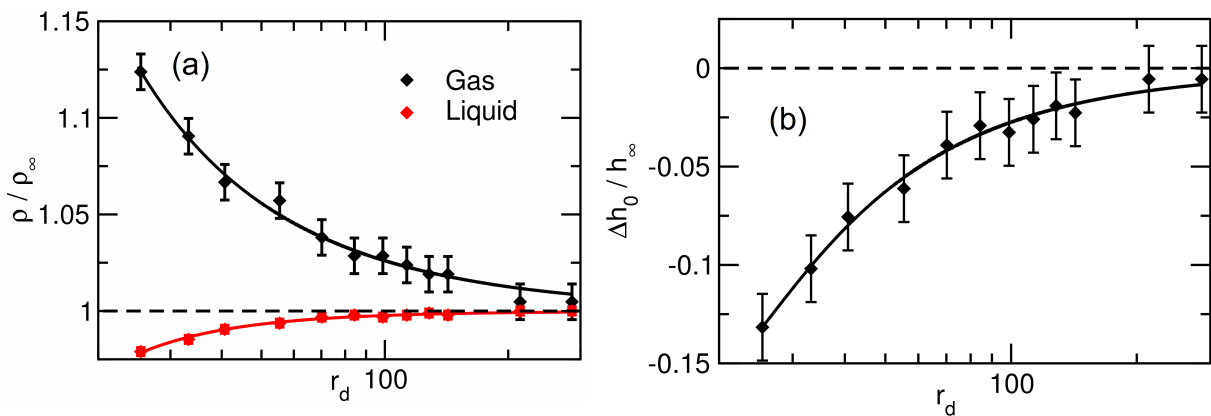 1.15
1.1
1.05
1
ρ / ρ∞
(a)
Gas
Liquid
r_d
100
0
-0.05
-0.1
-0.15
Δh₀ / h∞
(b)
r_d
100